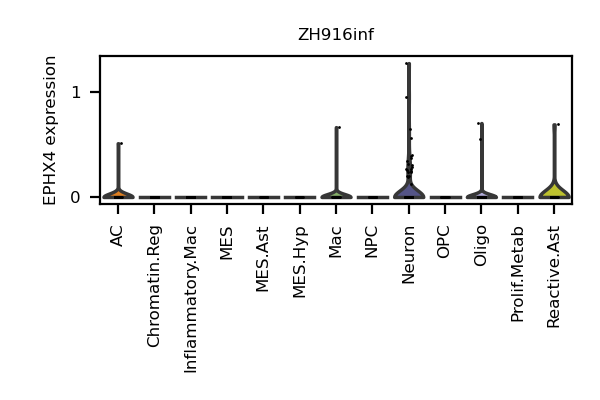 ZH916inf
EPHX4 expression
1
0
AC
Chromatin.Reg
Inflammatory.Mac
MES
MES.Ast
MES.Hyp
Mac
NPC
Neuron
OPC
Oligo
Prolif.Metab
Reactive.Ast